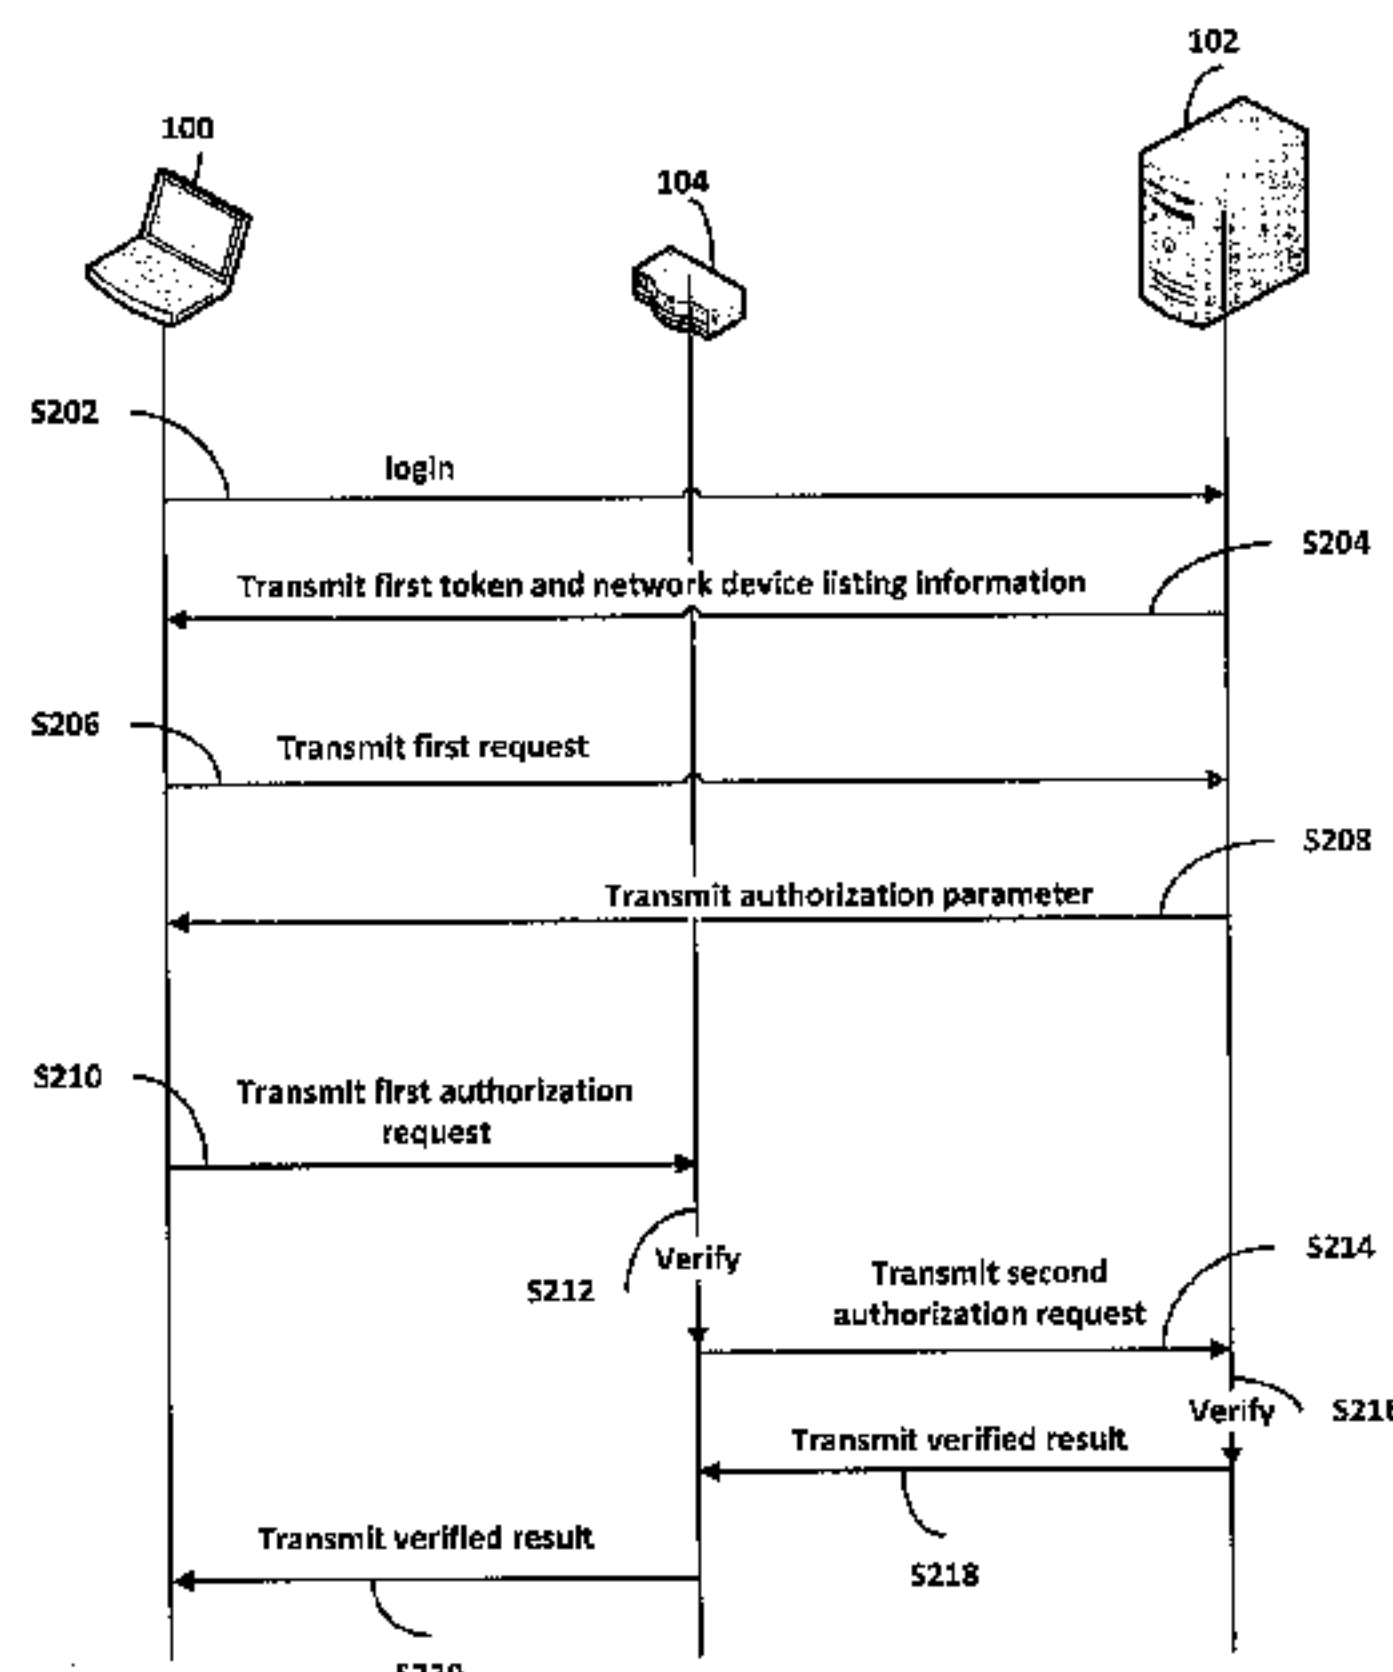 102
100
104
S202
login
S204
Transmit first token and network device listing information
S206
Transmit first request
S208
Transmit authorization parameter
S210
Transmit first authorization
request
S212
Verify
S214
Transmit second
authorization request
Verify
Transmit verified result
S218
Transmit verified result